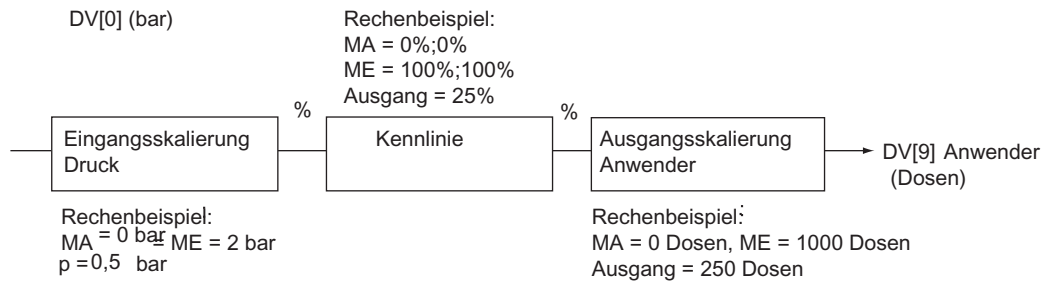 DV[0] (bar)
Rechenbeispiel:
MA = 0%;0%
ME = 100%;100%
Ausgang = 25%
%
%
Eingangsskalierung
Druck
Kennlinie
Ausgangsskalierung
Anwender
DV[9] Anwender
(Dosen)
Rechenbeispiel:
MA = 0 bar = ME = 2 bar
p = 0,5 bar
Rechenbeispiel:
MA = 0 Dosen, ME = 1000 Dosen
Ausgang = 250 Dosen